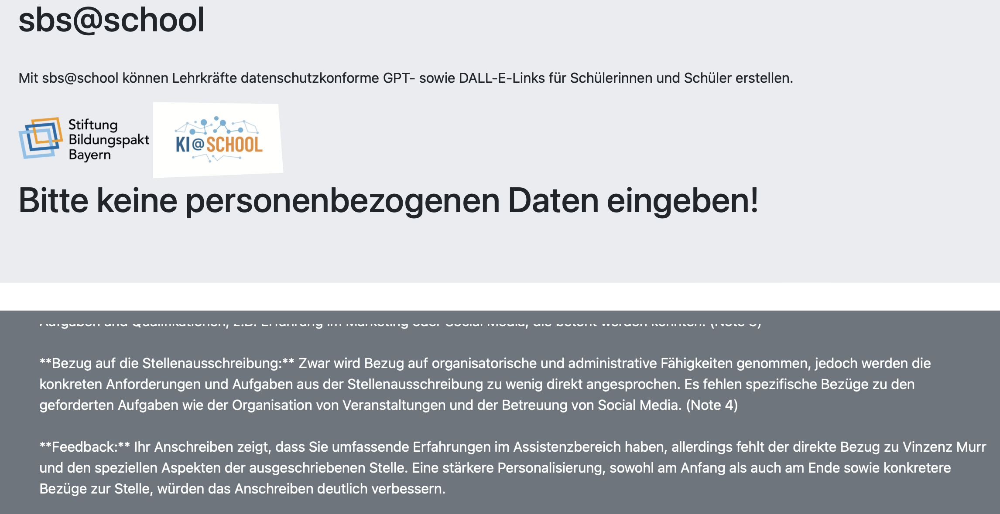 sbs@school
Mit sbs@school können Lehrkräfte datenschutzkonforme GPT- sowie DALL-E-Links für Schülerinnen und Schüler erstellen.
Stiftung
Bildungspakt
Bayern
KI@SCHOOL
Bitte keine personenbezogenen Daten eingeben!
Aufgaben und Qualifikationen, z.B. Erfahrung im Marketing oder Social Media, die betont werden könnten. (Note
**Bezug auf die Stellenausschreibung:** Zwar wird Bezug auf organisatorische und administrative Fähigkeiten genommen, jedoch werden die
konkreten Anforderungen und Aufgaben aus der Stellenausschreibung zu wenig direkt angesprochen. Es fehlen spezifische Bezüge zu den
geforderten Aufgaben wie der Organisation von Veranstaltungen und der Betreuung von Social Media. (Note 4)
**Feedback:** Ihr Anschreiben zeigt, dass Sie umfassende Erfahrungen im Assistenzbereich haben, allerdings fehlt der direkte Bezug zu Vinzenz Murr
und den speziellen Aspekten der ausgeschriebenen Stelle. Eine stärkere Personalisierung, sowohl am Anfang als auch am Ende sowie konkretere
Bezüge zur Stelle, würden das Anschreiben deutlich verbessern.